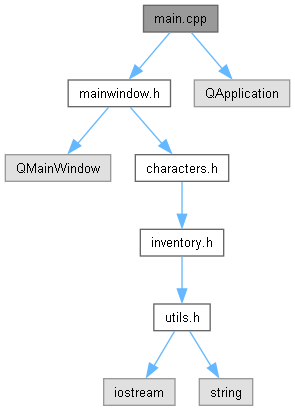 main.cpp
mainwindow.h
QApplication
QMainWindow
characters.h
inventory.h
utils.h
iostream
string